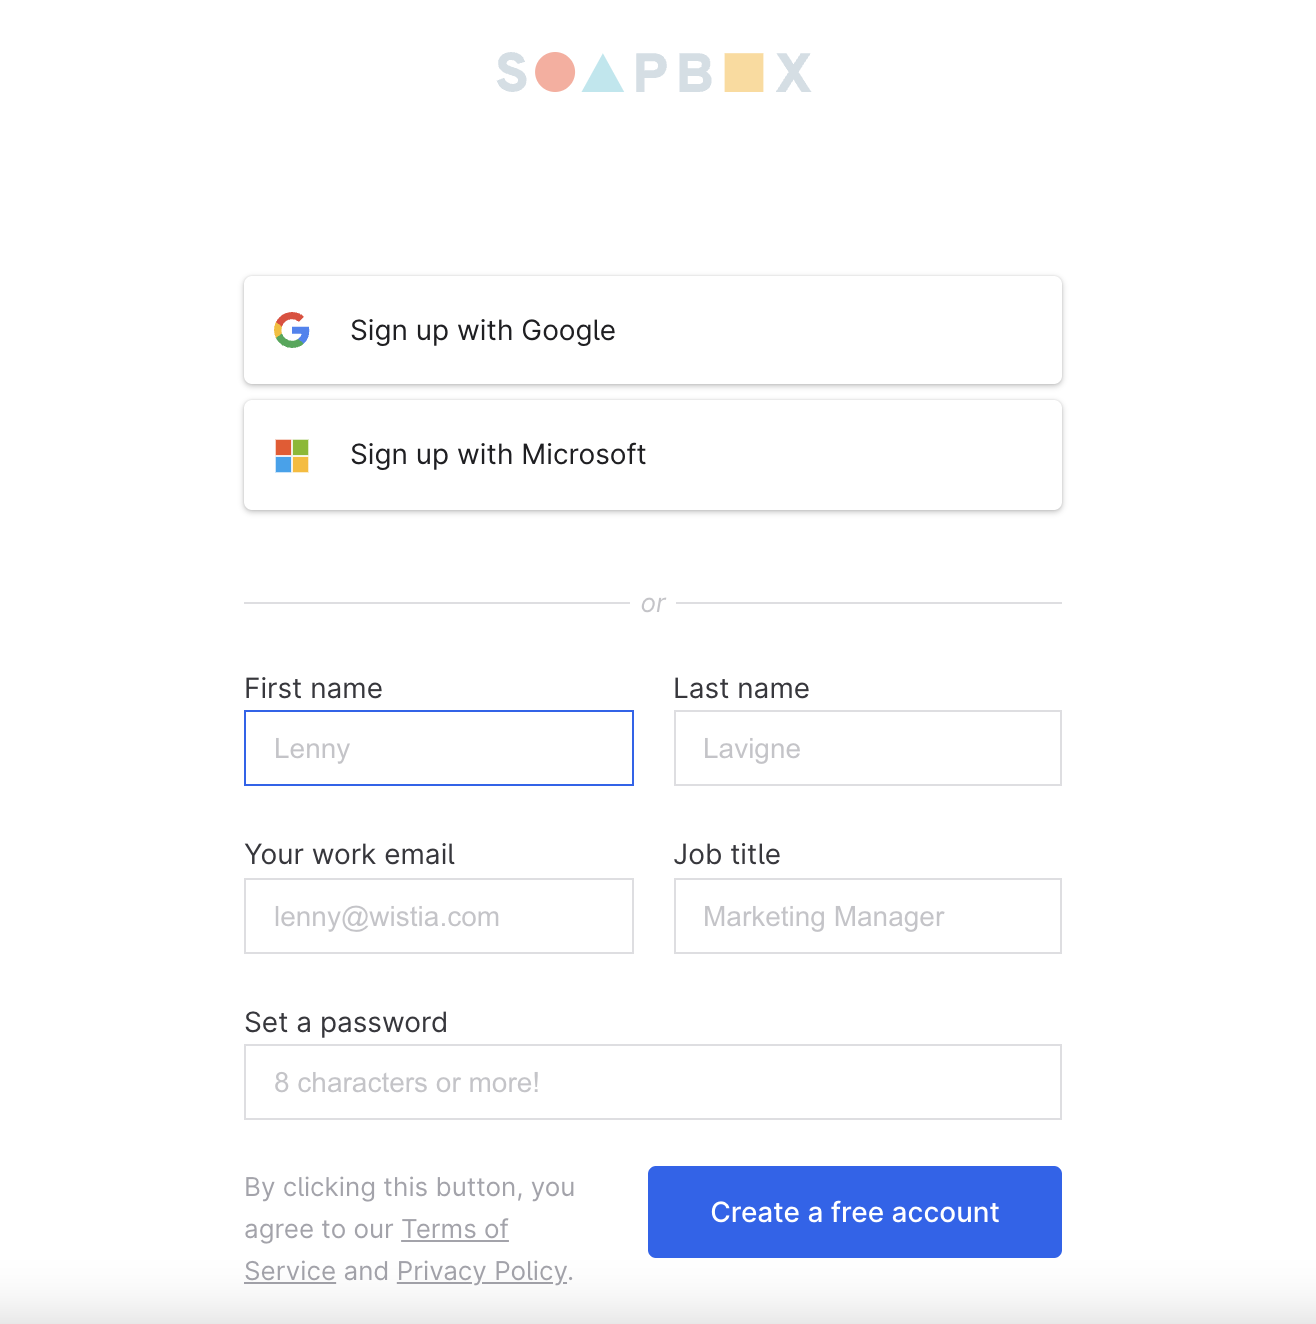 SOAPBOX
Sign up with Google
Sign up with Microsoft
or
First name
Last name
Lenny
Lavigne
Your work email
Job title
lenny@wistia.com
Marketing Manager
Set a password
8 characters or more!
By clicking this button, you
agree to our Terms of
Service and Privacy Policy.
Create a free account